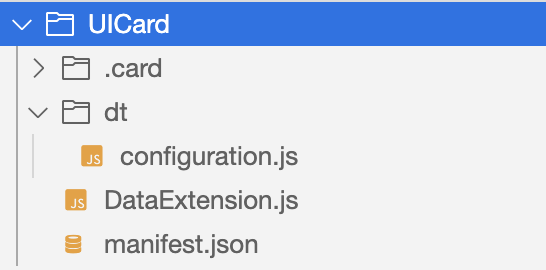 UICard
.card
dt
JS configuration.js
JS DataExtension.js
manifest.json